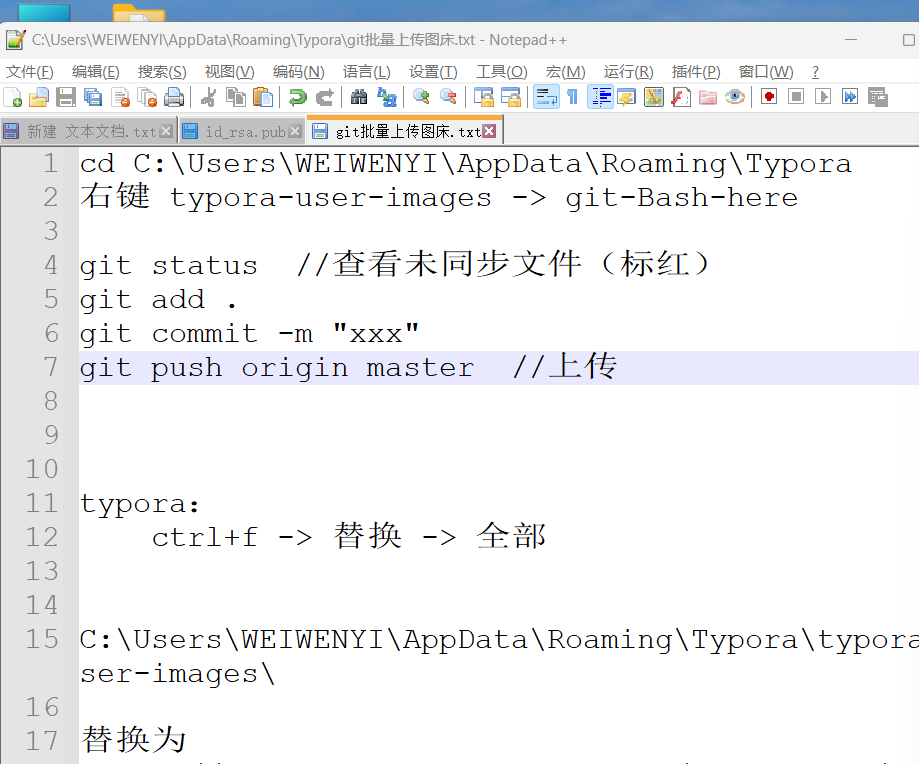 C:\Users\WEIWENYI\AppData\Roaming\Typora\git批量上传图床.txt - Notepad++
文件(F) 编辑(E) 搜索(S) 视图(V) 编码(N) 语言(L) 设置(T) 工具(O) 宏(M) 运行(R) 插件(P) 窗口(W) ?
新建 文本文档.txt id_rsa.pub git批量上传图床.txt
1 cd C:\Users\WEIWENYI\AppData\Roaming\Typora
2 右键 typora-user-images -> git-Bash-here
3
4 git status //查看未同步文件（标红）
5 git add .
6 git commit -m "xxx"
7 git push origin master //上传
8
9
10
11 typora:
12 ctrl+f -> 替换 -> 全部
13
14
15 C:\Users\WEIWENYI\AppData\Roaming\Typora\typora
ser-images\
16
17 替换为